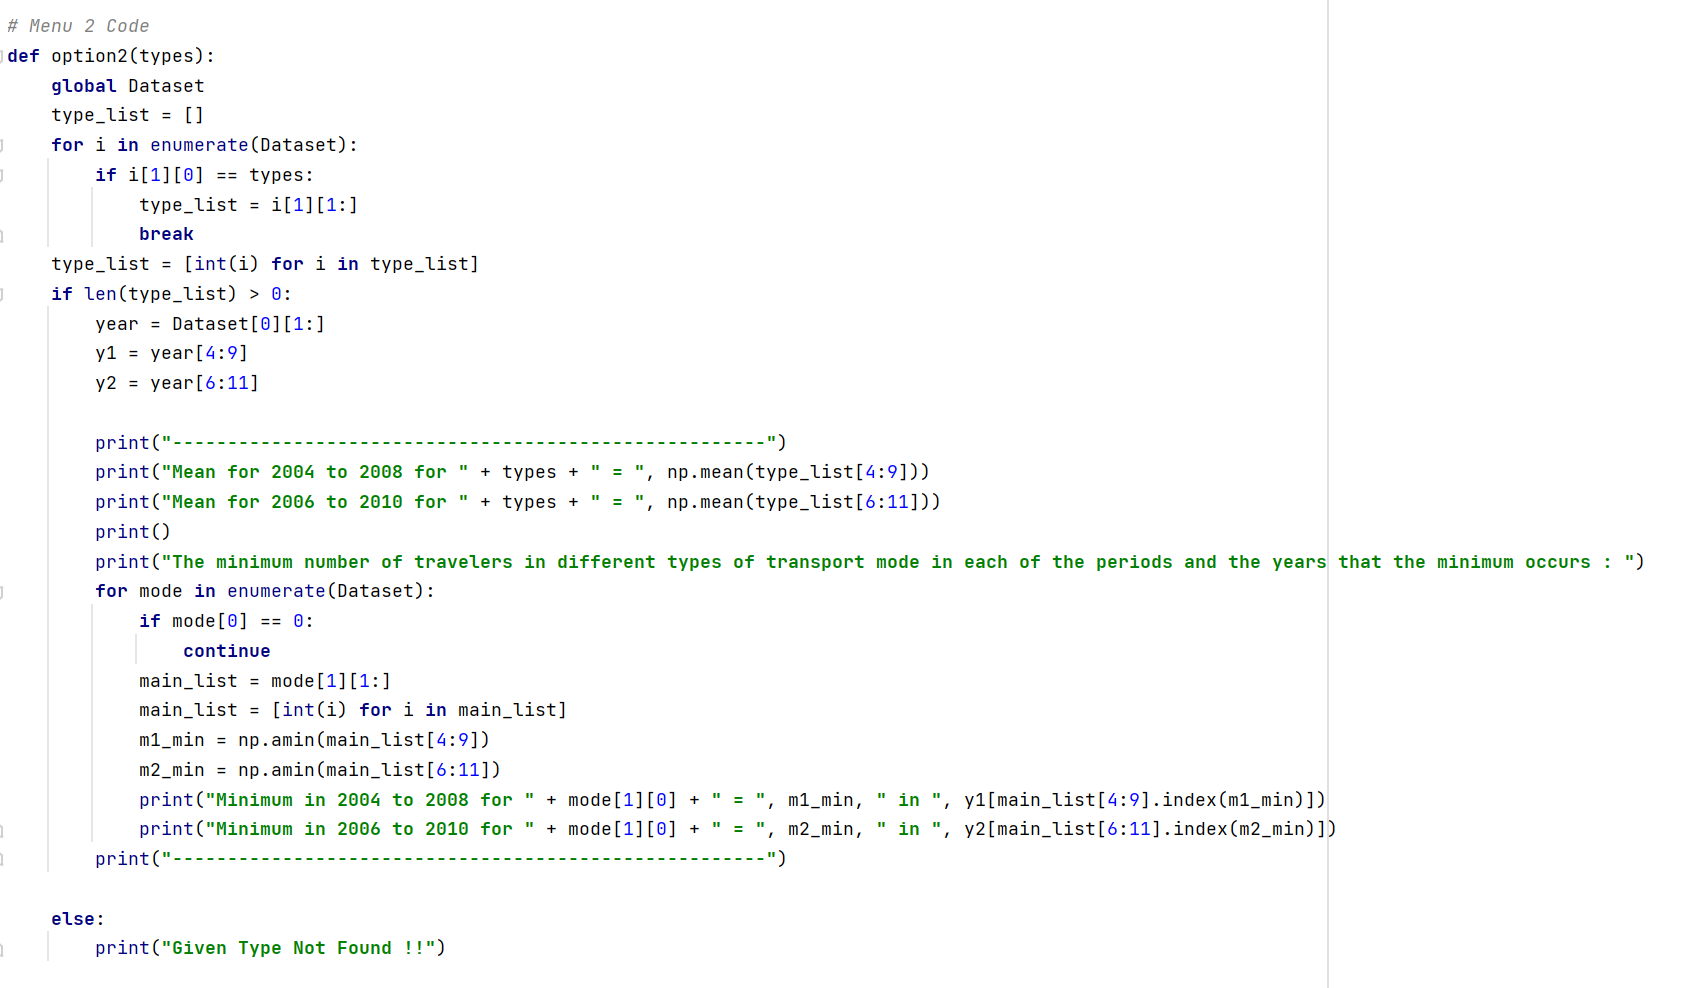 # Menu 2 Code
def option2(types):
    global Dataset
    type_list = []
    for i in enumerate(Dataset):
        if i[1][0] == types:
            type_list = i[1][1:]
            break
    type_list = [int(i) for i in type_list]
    if len(type_list) > 0:
        year = Dataset[0][1:]
        y1 = year[4:9]
        y2 = year[6:11]

        print("------------------------------------------------------")
        print("Mean for 2004 to 2008 for " + types + " = ", np.mean(type_list[4:9]))
        print("Mean for 2006 to 2010 for " + types + " = ", np.mean(type_list[6:11]))
        print()
        print("The minimum number of travelers in different types of transport mode in each of the periods and the years that the minimum occurs : ")
        for mode in enumerate(Dataset):
            if mode[0] == 0:
                continue
            main_list = mode[1][1:]
            main_list = [int(i) for i in main_list]
            m1_min = np.amin(main_list[4:9])
            m2_min = np.amin(main_list[6:11])
            print("Minimum in 2004 to 2008 for " + mode[1][0] + " = ", m1_min, " in ", y1[main_list[4:9].index(m1_min)])
            print("Minimum in 2006 to 2010 for " + mode[1][0] + " = ", m2_min, " in ", y2[main_list[6:11].index(m2_min)])
        print("------------------------------------------------------")

    else:
        print("Given Type Not Found !!")